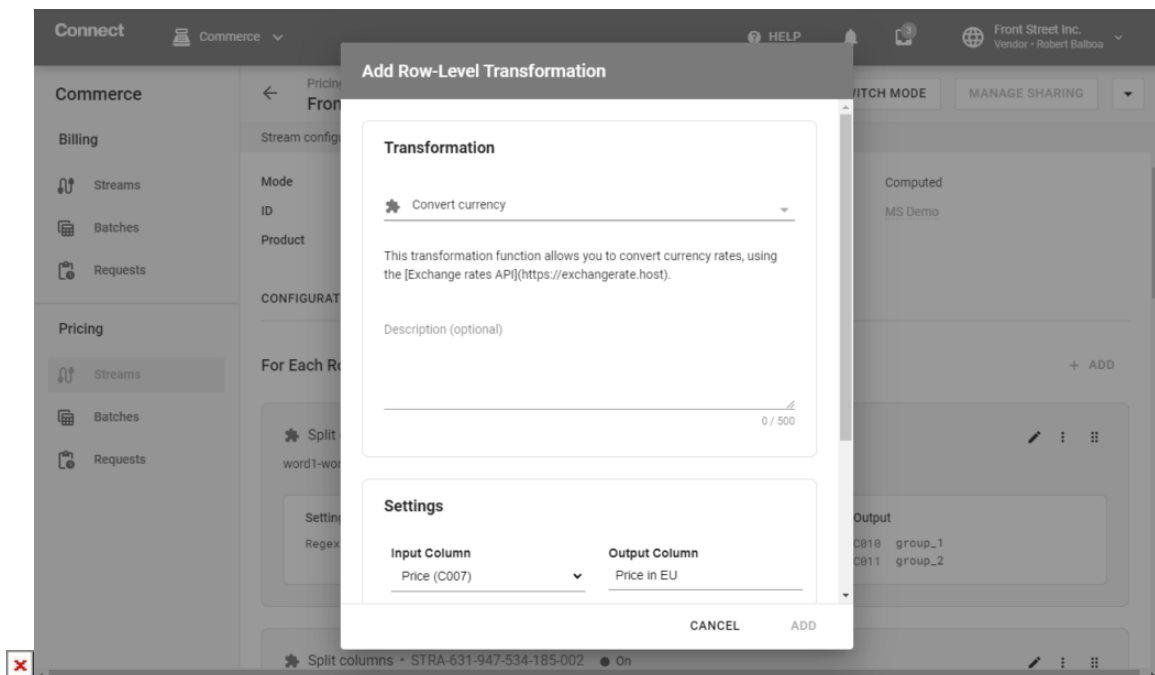 Connect
Commerce
HELP
3
Front Street Inc.
Vendor • Robert Balboa
Commerce
Billing
Streams
Batches
Requests
Pricing
Streams
Batches
Requests
Pricing
Fron
ITCH MODE
MANAGE SHARING
Stream config
Mode
Computed
ID
MS Demo
Product
CONFIGURAT
For Each Ro
+ ADD
Split
word1-wor
Setting
Regex
Output
C010 group_1
C011 group_2
Split columns • STRA-631-947-534-185-002 ● On
Add Row-Level Transformation
Transformation
Convert currency
This transformation function allows you to convert currency rates, using
the [Exchange rates API](https://exchangerate.host).
Description (optional)
0 / 500
Settings
Input Column
Output Column
Price (C007)
Price in EU
CANCEL
ADD